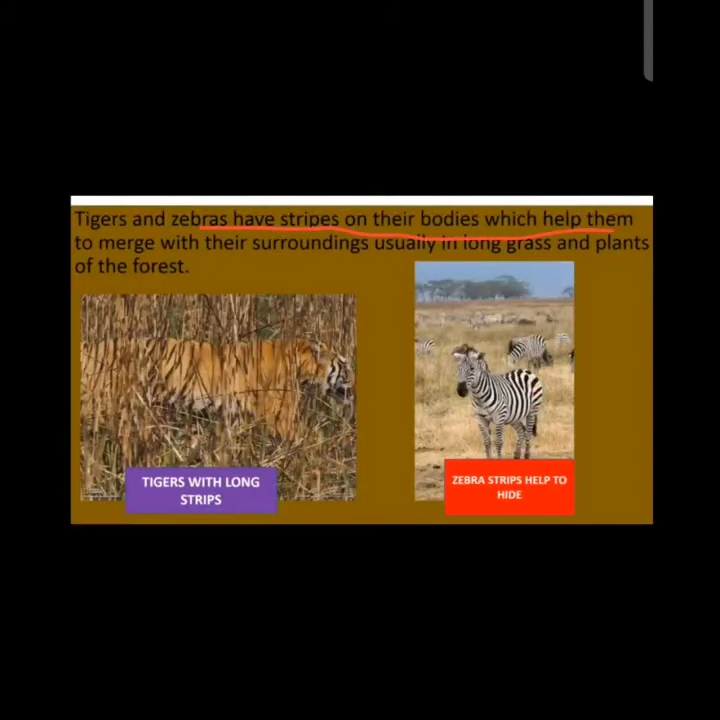 Tigers and zebras have stripes on their bodies which help them
to merge with their surroundings usually in long grass and plants
of the forest.
TIGERS WITH LONG
STRIPS
ZEBRA STRIPS HELP TO
HIDE